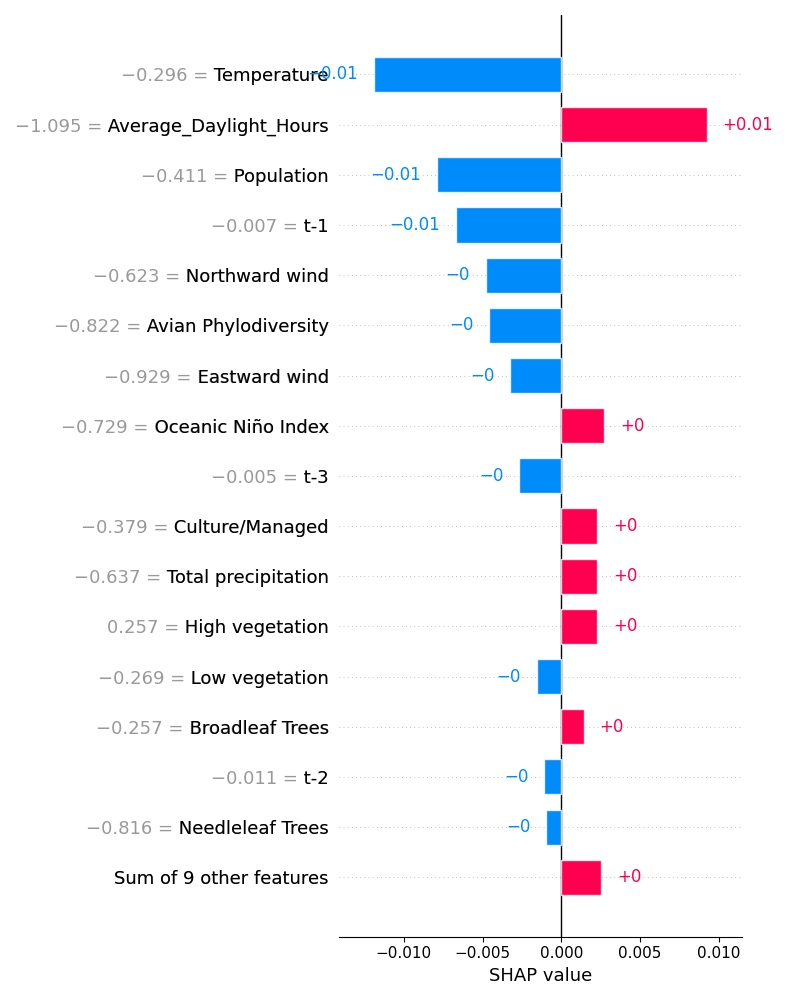 −0.296 = Temperature −0.01
−1.095 = Average_Daylight_Hours +0.01
−0.411 = Population −0.01
−0.007 = t-1 −0.01
−0.623 = Northward wind −0
−0.822 = Avian Phylodiversity −0
−0.929 = Eastward wind −0
−0.729 = Oceanic Niño Index +0
−0.005 = t-3 −0
−0.379 = Culture/Managed +0
−0.637 = Total precipitation +0
0.257 = High vegetation +0
−0.269 = Low vegetation −0
−0.257 = Broadleaf Trees +0
−0.011 = t-2 −0
−0.816 = Needleleaf Trees −0
Sum of 9 other features +0
−0.010 −0.005 0.000 0.005 0.010
SHAP value